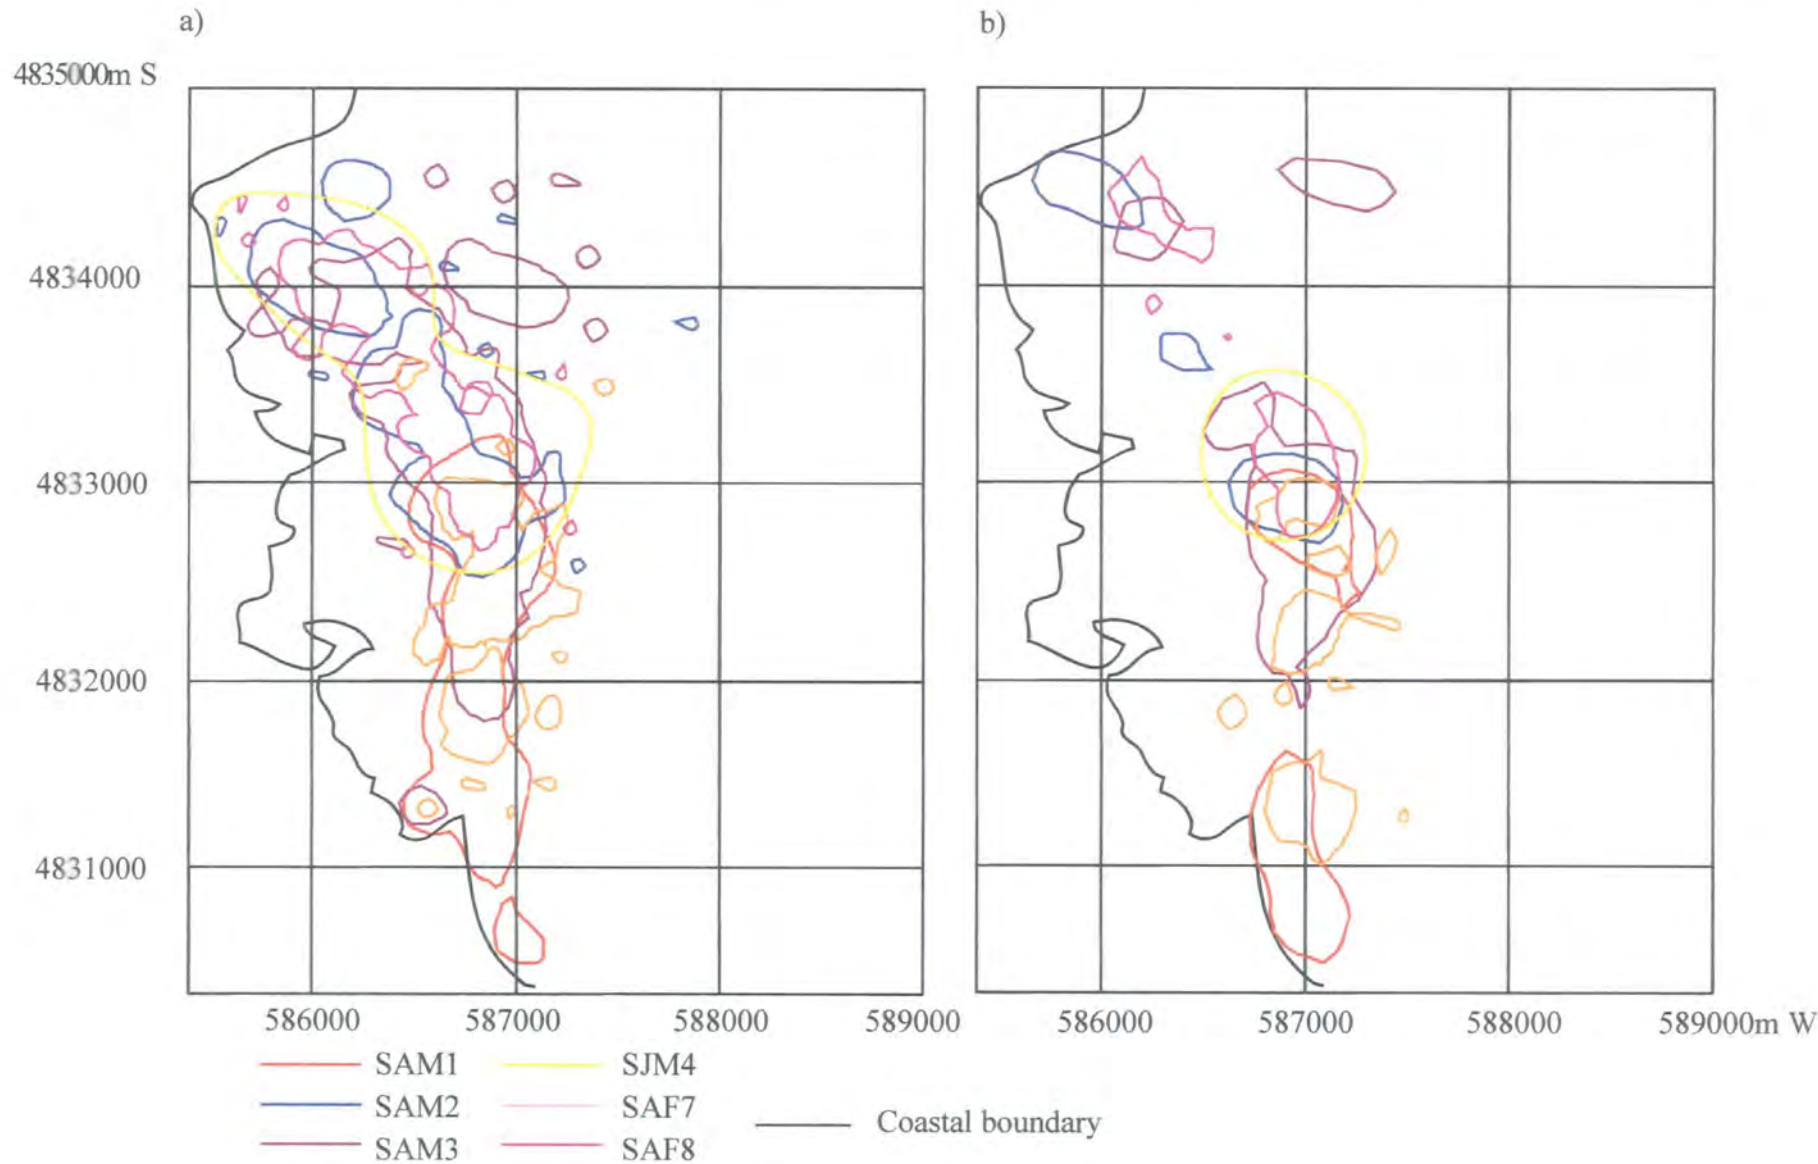 a)
b)
4835000m S
4834000
4833000
4832000
4831000
586000 587000 588000 589000
586000 587000 588000 589000m W
SAM1 SJM4
SAM2 SAF7 Coastal boundary
SAM3 SAF8